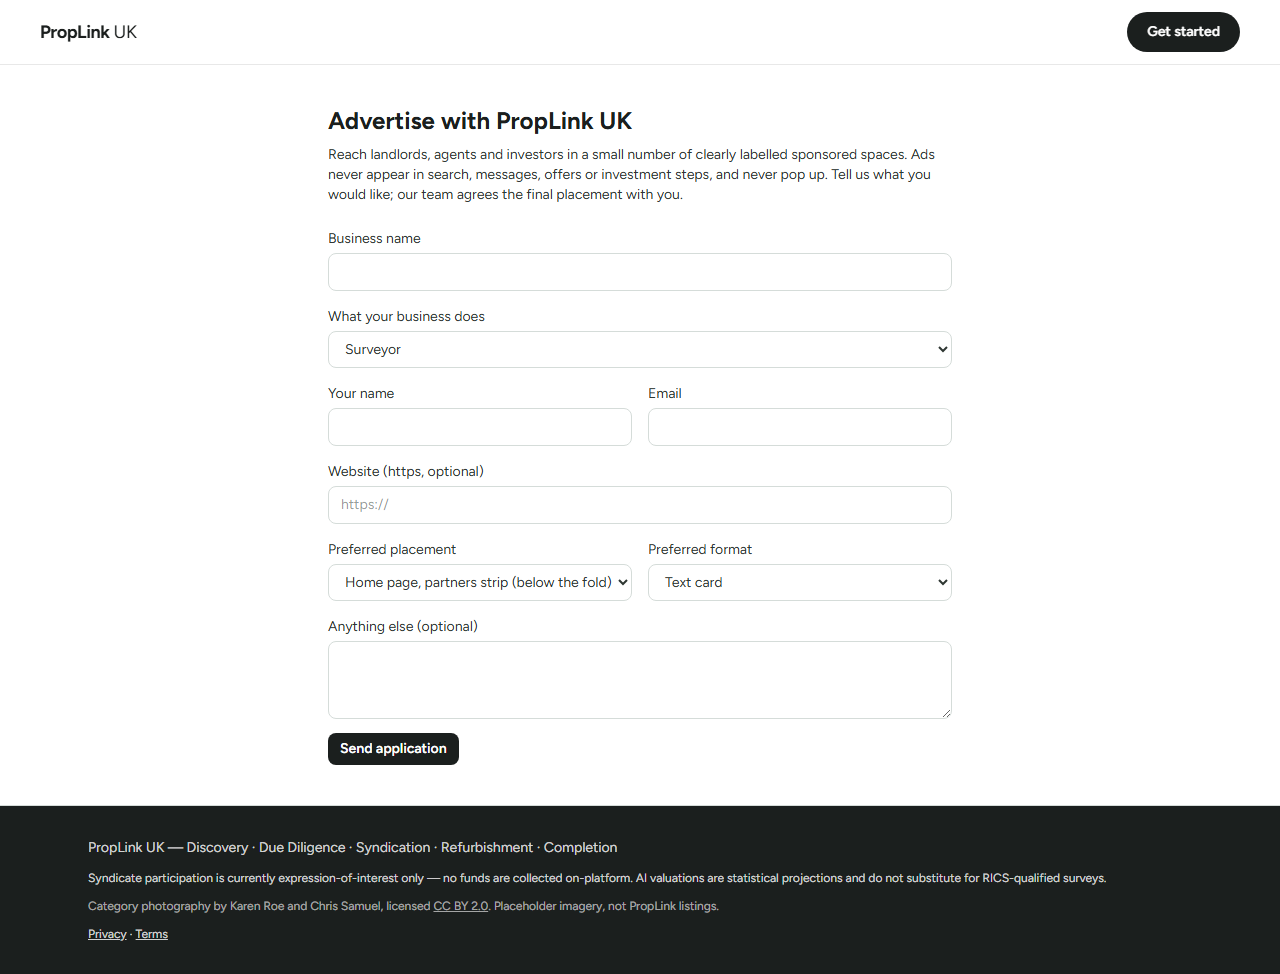 PropLink UK
Get started
Advertise with PropLink UK
Reach landlords, agents and investors in a small number of clearly labelled sponsored spaces. Ads
never appear in search, messages, offers or investment steps, and never pop up. Tell us what you
would like; our team agrees the final placement with you.
Business name
What your business does
Surveyor
Your name
Email
Website (https, optional)
https://
Preferred placement
Preferred format
Home page, partners strip (below the fold)
Text card
Anything else (optional)
Send application
PropLink UK — Discovery · Due Diligence · Syndication · Refurbishment · Completion
Syndicate participation is currently expression-of-interest only — no funds are collected on-platform. AI valuations are statistical projections and do not substitute for RICS-qualified surveys.
Category photography by Karen Roe and Chris Samuel, licensed CC BY 2.0. Placeholder imagery, not PropLink listings.
Privacy · Terms